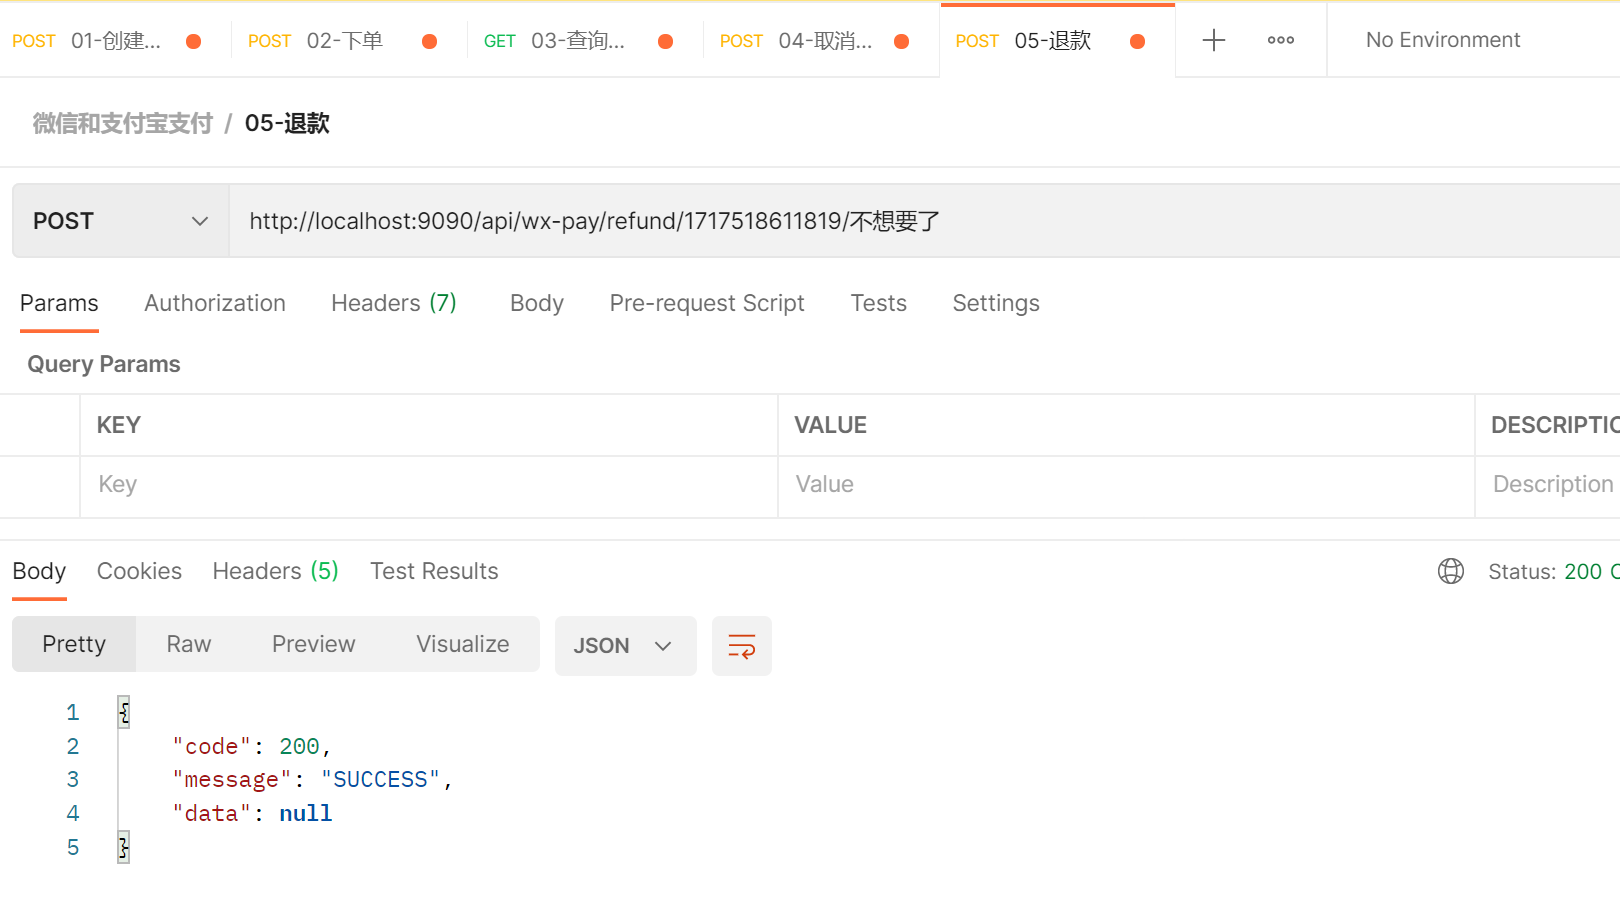 POST 01-创建... POST 02-下单 GET 03-查询... POST 04-取消... POST 05-退款 No Environment
微信和支付宝支付 / 05-退款
POST http://localhost:9090/api/wx-pay/refund/1717518611819/不想要了
Params Authorization Headers (7) Body Pre-request Script Tests Settings
Query Params
KEY VALUE DESCRIPTIO
Key Value Description
Body Cookies Headers (5) Test Results Status: 200 O
Pretty Raw Preview Visualize JSON
1 {
2 "code": 200,
3 "message": "SUCCESS",
4 "data": null
5 }